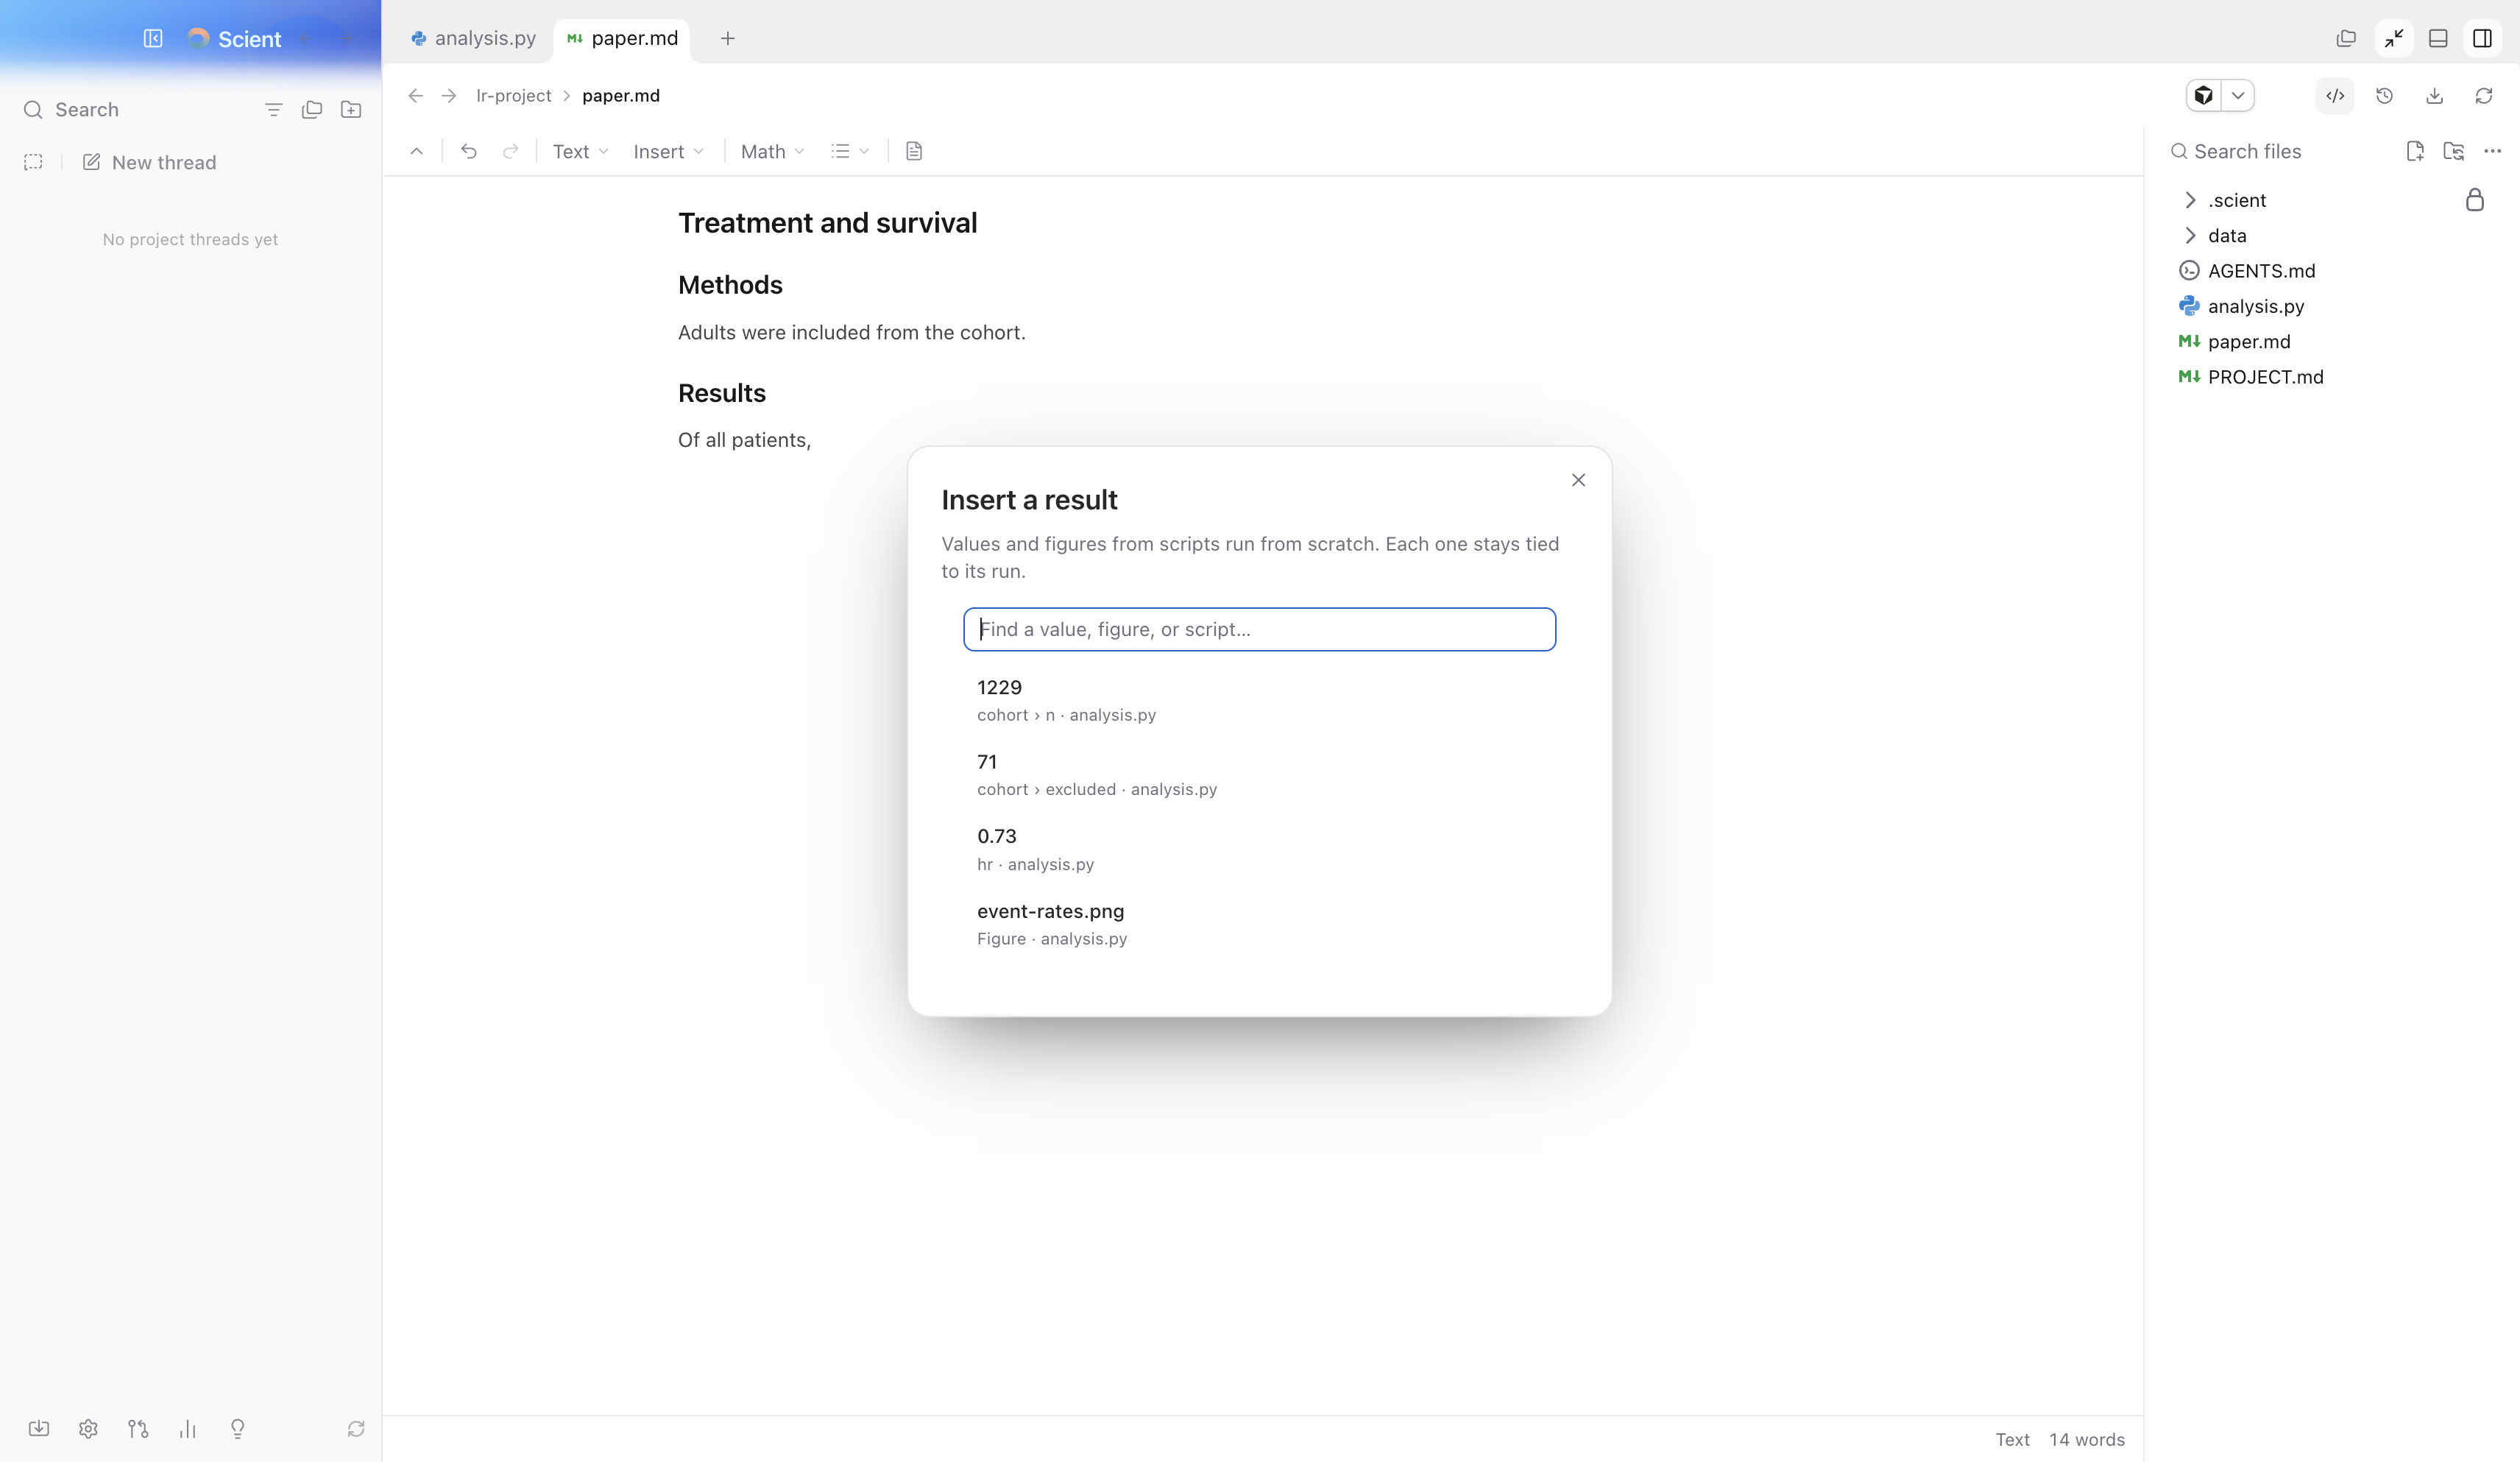 Scient
analysis.py
paper.md
Search
New thread
No project threads yet
lr-project > paper.md
Text
Insert
Math
Treatment and survival
Methods
Adults were included from the cohort.
Results
Of all patients,
Insert a result
Values and figures from scripts run from scratch. Each one stays tied
to its run.
Find a value, figure, or script...
1229
cohort › n · analysis.py
71
cohort › excluded · analysis.py
0.73
hr · analysis.py
event-rates.png
Figure · analysis.py
Search files
.scient
data
AGENTS.md
analysis.py
paper.md
PROJECT.md
Text
14 words